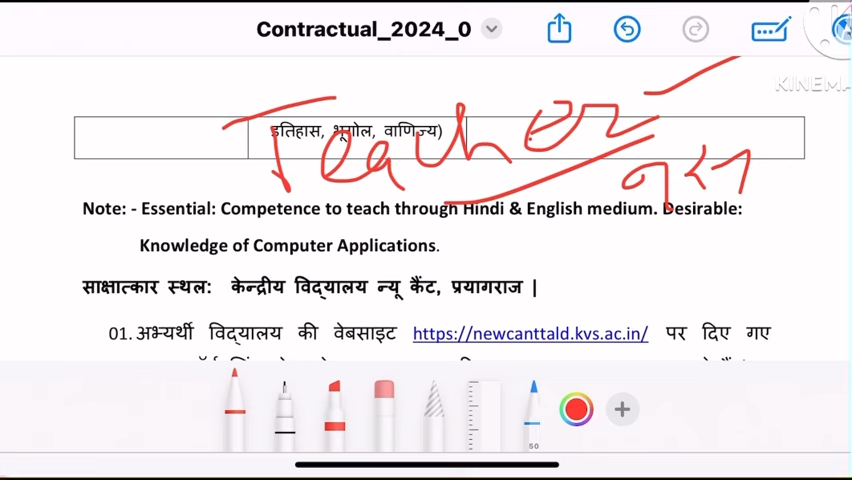 Contractual_2024_0
KINEMA
इतिहास, भूगोल, वाणिज्य)
Teacher
Note: - Essential: Competence to teach through Hindi & English medium. Desirable:
Knowledge of Computer Applications.
साक्षात्कार स्थल: केन्द्रीय विद्यालय न्यू कैंट, प्रयागराज |
01. अभ्यर्थी विद्यालय की वेबसाइट https://newcanttald.kvs.ac.in/ पर दिए गए
50